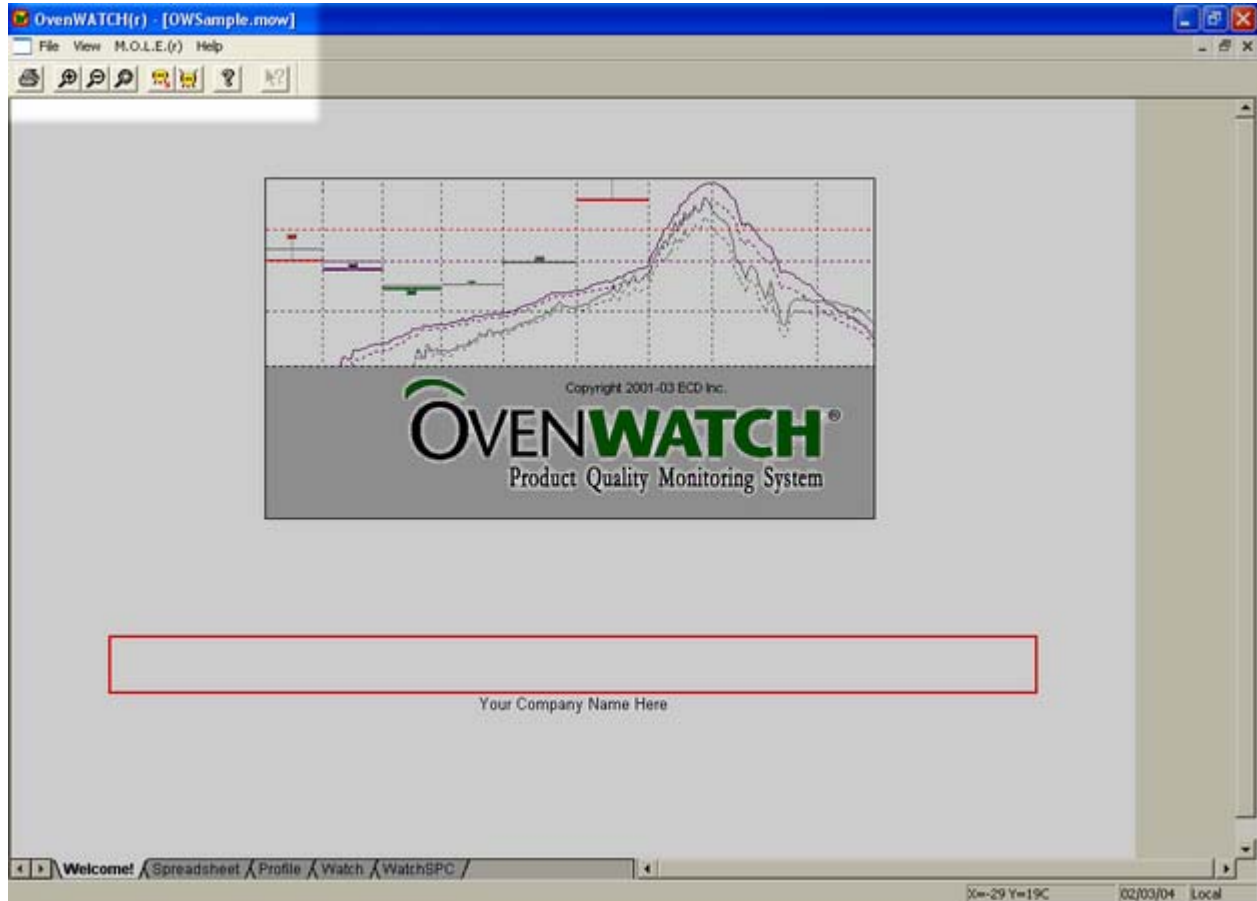 OvenWATCH(r) - [OWSample.mow]
File View M.O.L.E.(r) Help
Copyright 2001-03 ECD Inc.
OVENWATCH®
Product Quality Monitoring System
Your Company Name Here
Welcome! Spreadsheet Profile Watch WatchSPC
X=-29 Y=19C 02/03/04 Local